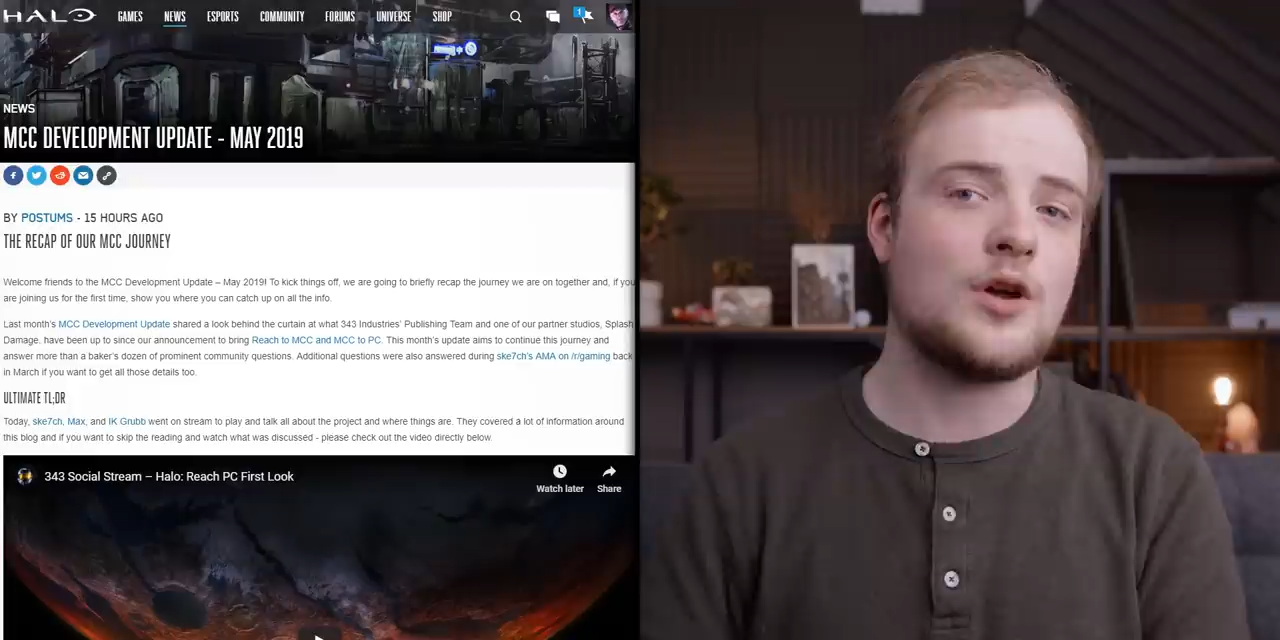 HALO
GAMES NEWS ESPORTS COMMUNITY FORUMS UNIVERSE SHOP
1
NEWS
MCC DEVELOPMENT UPDATE - MAY 2019
BY POSTUMS - 15 HOURS AGO
THE RECAP OF OUR MCC JOURNEY
Welcome friends to the MCC Development Update – May 2019! To kick things off, we are going to briefly recap the journey we are on together and, if you
are joining us for the first time, show you where you can catch up on all the info.
Last month's MCC Development Update shared a look behind the curtain at what 343 Industries' Publishing Team and one of our partner studios, Splash
Damage, have been up to since our announcement to bring Reach to MCC and MCC to PC. This month's update aims to continue this journey and
answer more than a baker's dozen of prominent community questions. Additional questions were also answered during ske7ch's AMA on /r/gaming back
in March if you want to get all those details too.
ULTIMATE TL;DR
Today, ske7ch, Max, and IK Grubb went on stream to play and talk all about the project and where things are. They covered a lot of information around
this blog and if you want to skip the reading and watch what was discussed - please check out the video directly below.
343 Social Stream – Halo: Reach PC First Look
Watch later Share